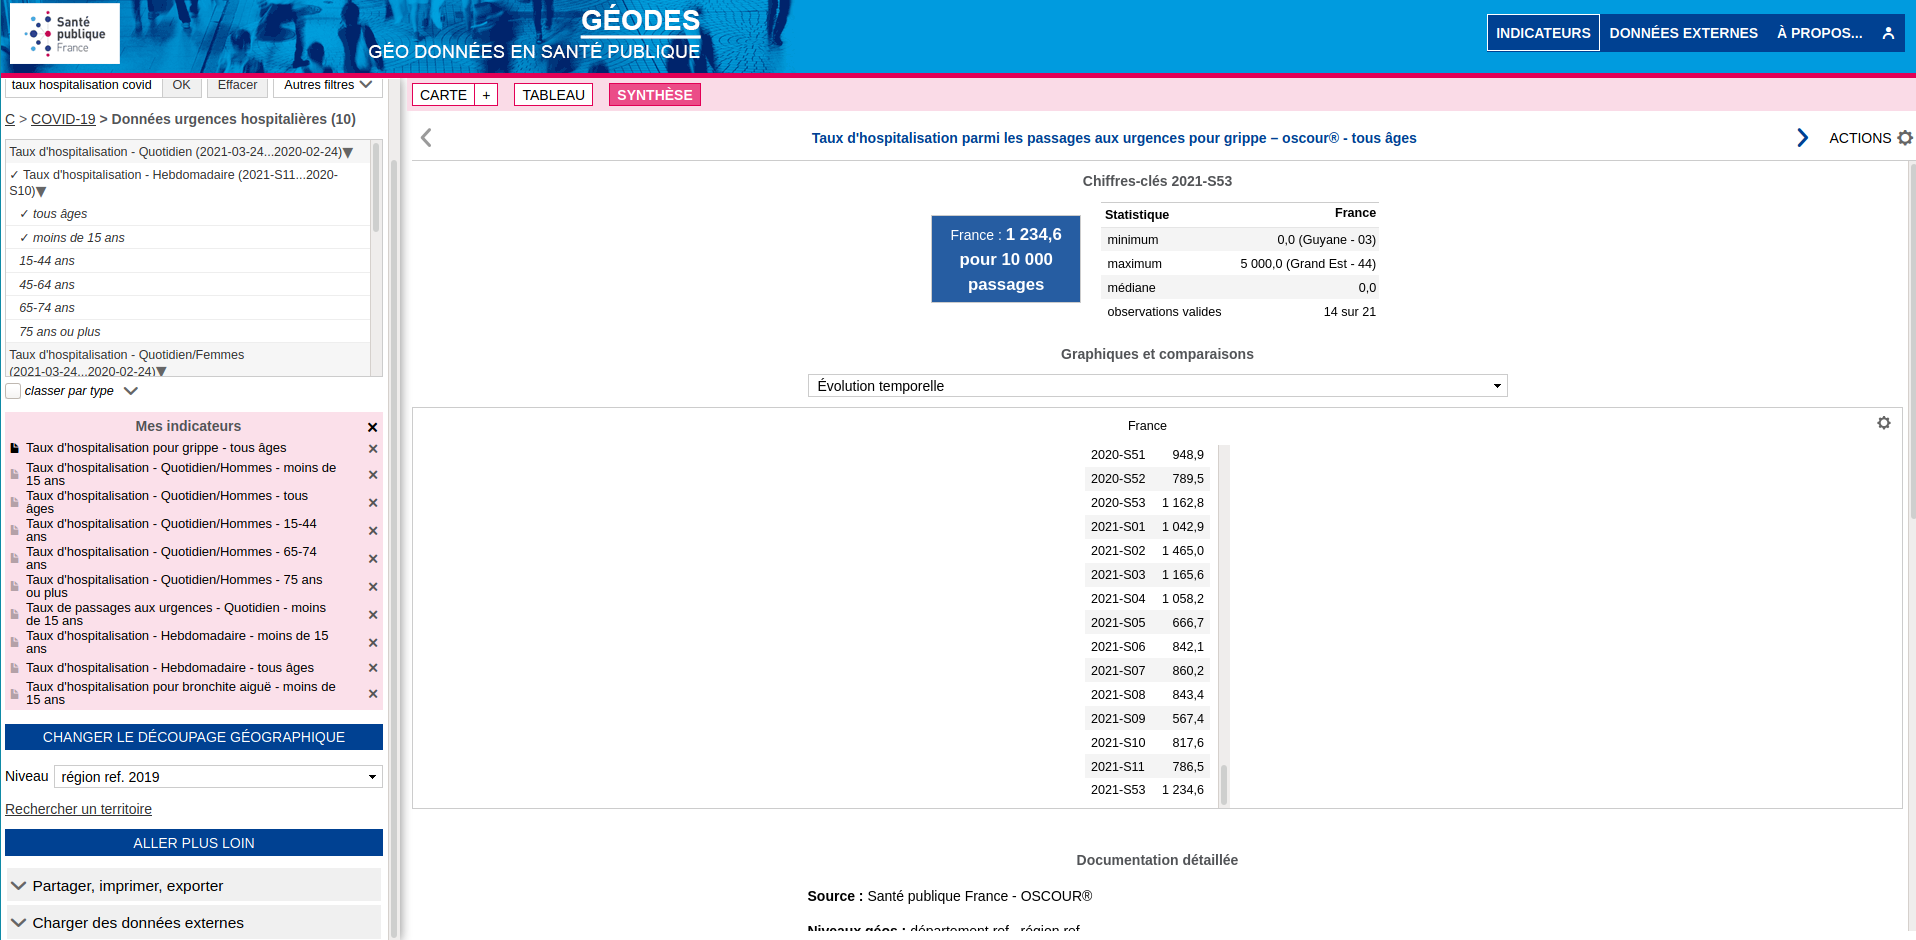 Santé
publique
France
GÉODES
GÉO DONNÉES EN SANTÉ PUBLIQUE
INDICATEURS DONNÉES EXTERNES À PROPOS...
taux hospitalisation covid OK Effacer Autres filtres
C > COVID-19 > Données urgences hospitalières (10)
Taux d'hospitalisation - Quotidien (2021-03-24...2020-02-24)▼
✓ Taux d'hospitalisation - Hebdomadaire (2021-S11...2020-
S10)▼
✓ tous âges
✓ moins de 15 ans
15-44 ans
45-64 ans
65-74 ans
75 ans ou plus
Taux d'hospitalisation - Quotidien/Femmes
(2021-03-24...2020-02-24)▼
classer par type
Mes indicateurs ×
Taux d'hospitalisation pour grippe - tous âges ×
Taux d'hospitalisation - Quotidien/Hommes - moins de
15 ans ×
Taux d'hospitalisation - Quotidien/Hommes - tous
âges ×
Taux d'hospitalisation - Quotidien/Hommes - 15-44
ans ×
Taux d'hospitalisation - Quotidien/Hommes - 65-74
ans ×
Taux d'hospitalisation - Quotidien/Hommes - 75 ans
ou plus ×
Taux de passages aux urgences - Quotidien - moins
de 15 ans ×
Taux d'hospitalisation - Hebdomadaire - moins de 15
ans ×
Taux d'hospitalisation - Hebdomadaire - tous âges ×
Taux d'hospitalisation pour bronchite aiguë - moins de
15 ans ×
CHANGER LE DÉCOUPAGE GÉOGRAPHIQUE
Niveau région ref. 2019
Rechercher un territoire
ALLER PLUS LOIN
Partager, imprimer, exporter
Charger des données externes
CARTE + TABLEAU SYNTHÈSE
Taux d'hospitalisation parmi les passages aux urgences pour grippe – oscour® - tous âges
ACTIONS
Chiffres-clés 2021-S53
France : 1 234,6
pour 10 000
passages
Statistique France
minimum 0,0 (Guyane - 03)
maximum 5 000,0 (Grand Est - 44)
médiane 0,0
observations valides 14 sur 21
Graphiques et comparaisons
Évolution temporelle
France
2020-S51 948,9
2020-S52 789,5
2020-S53 1 162,8
2021-S01 1 042,9
2021-S02 1 465,0
2021-S03 1 165,6
2021-S04 1 058,2
2021-S05 666,7
2021-S06 842,1
2021-S07 860,2
2021-S08 843,4
2021-S09 567,4
2021-S10 817,6
2021-S11 786,5
2021-S53 1 234,6
Documentation détaillée
Source : Santé publique France - OSCOUR®
Niveaux géos : département ref., région ref.